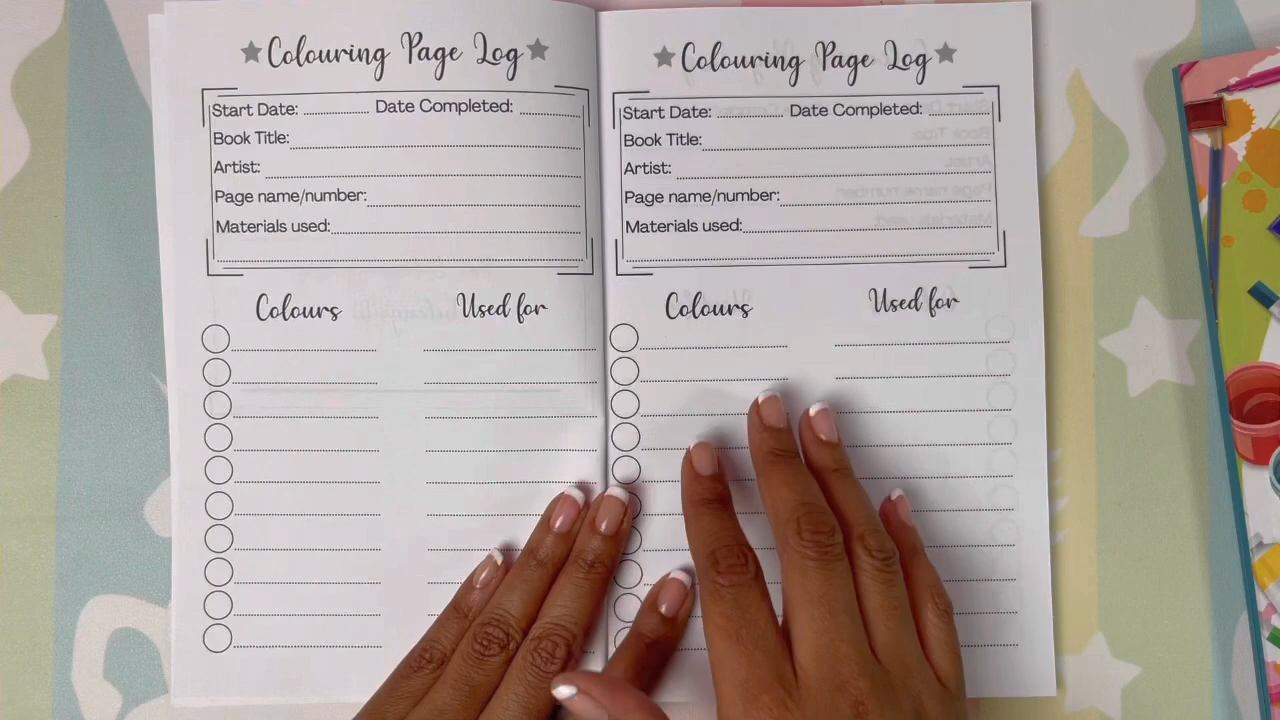 Colouring Page Log
Start Date: Date Completed:
Book Title:
Artist:
Page name/number:
Materials used:
Colours Used for
Colouring Page Log
Start Date: Date Completed:
Book Title:
Artist:
Page name/number:
Materials used:
Colours Used for